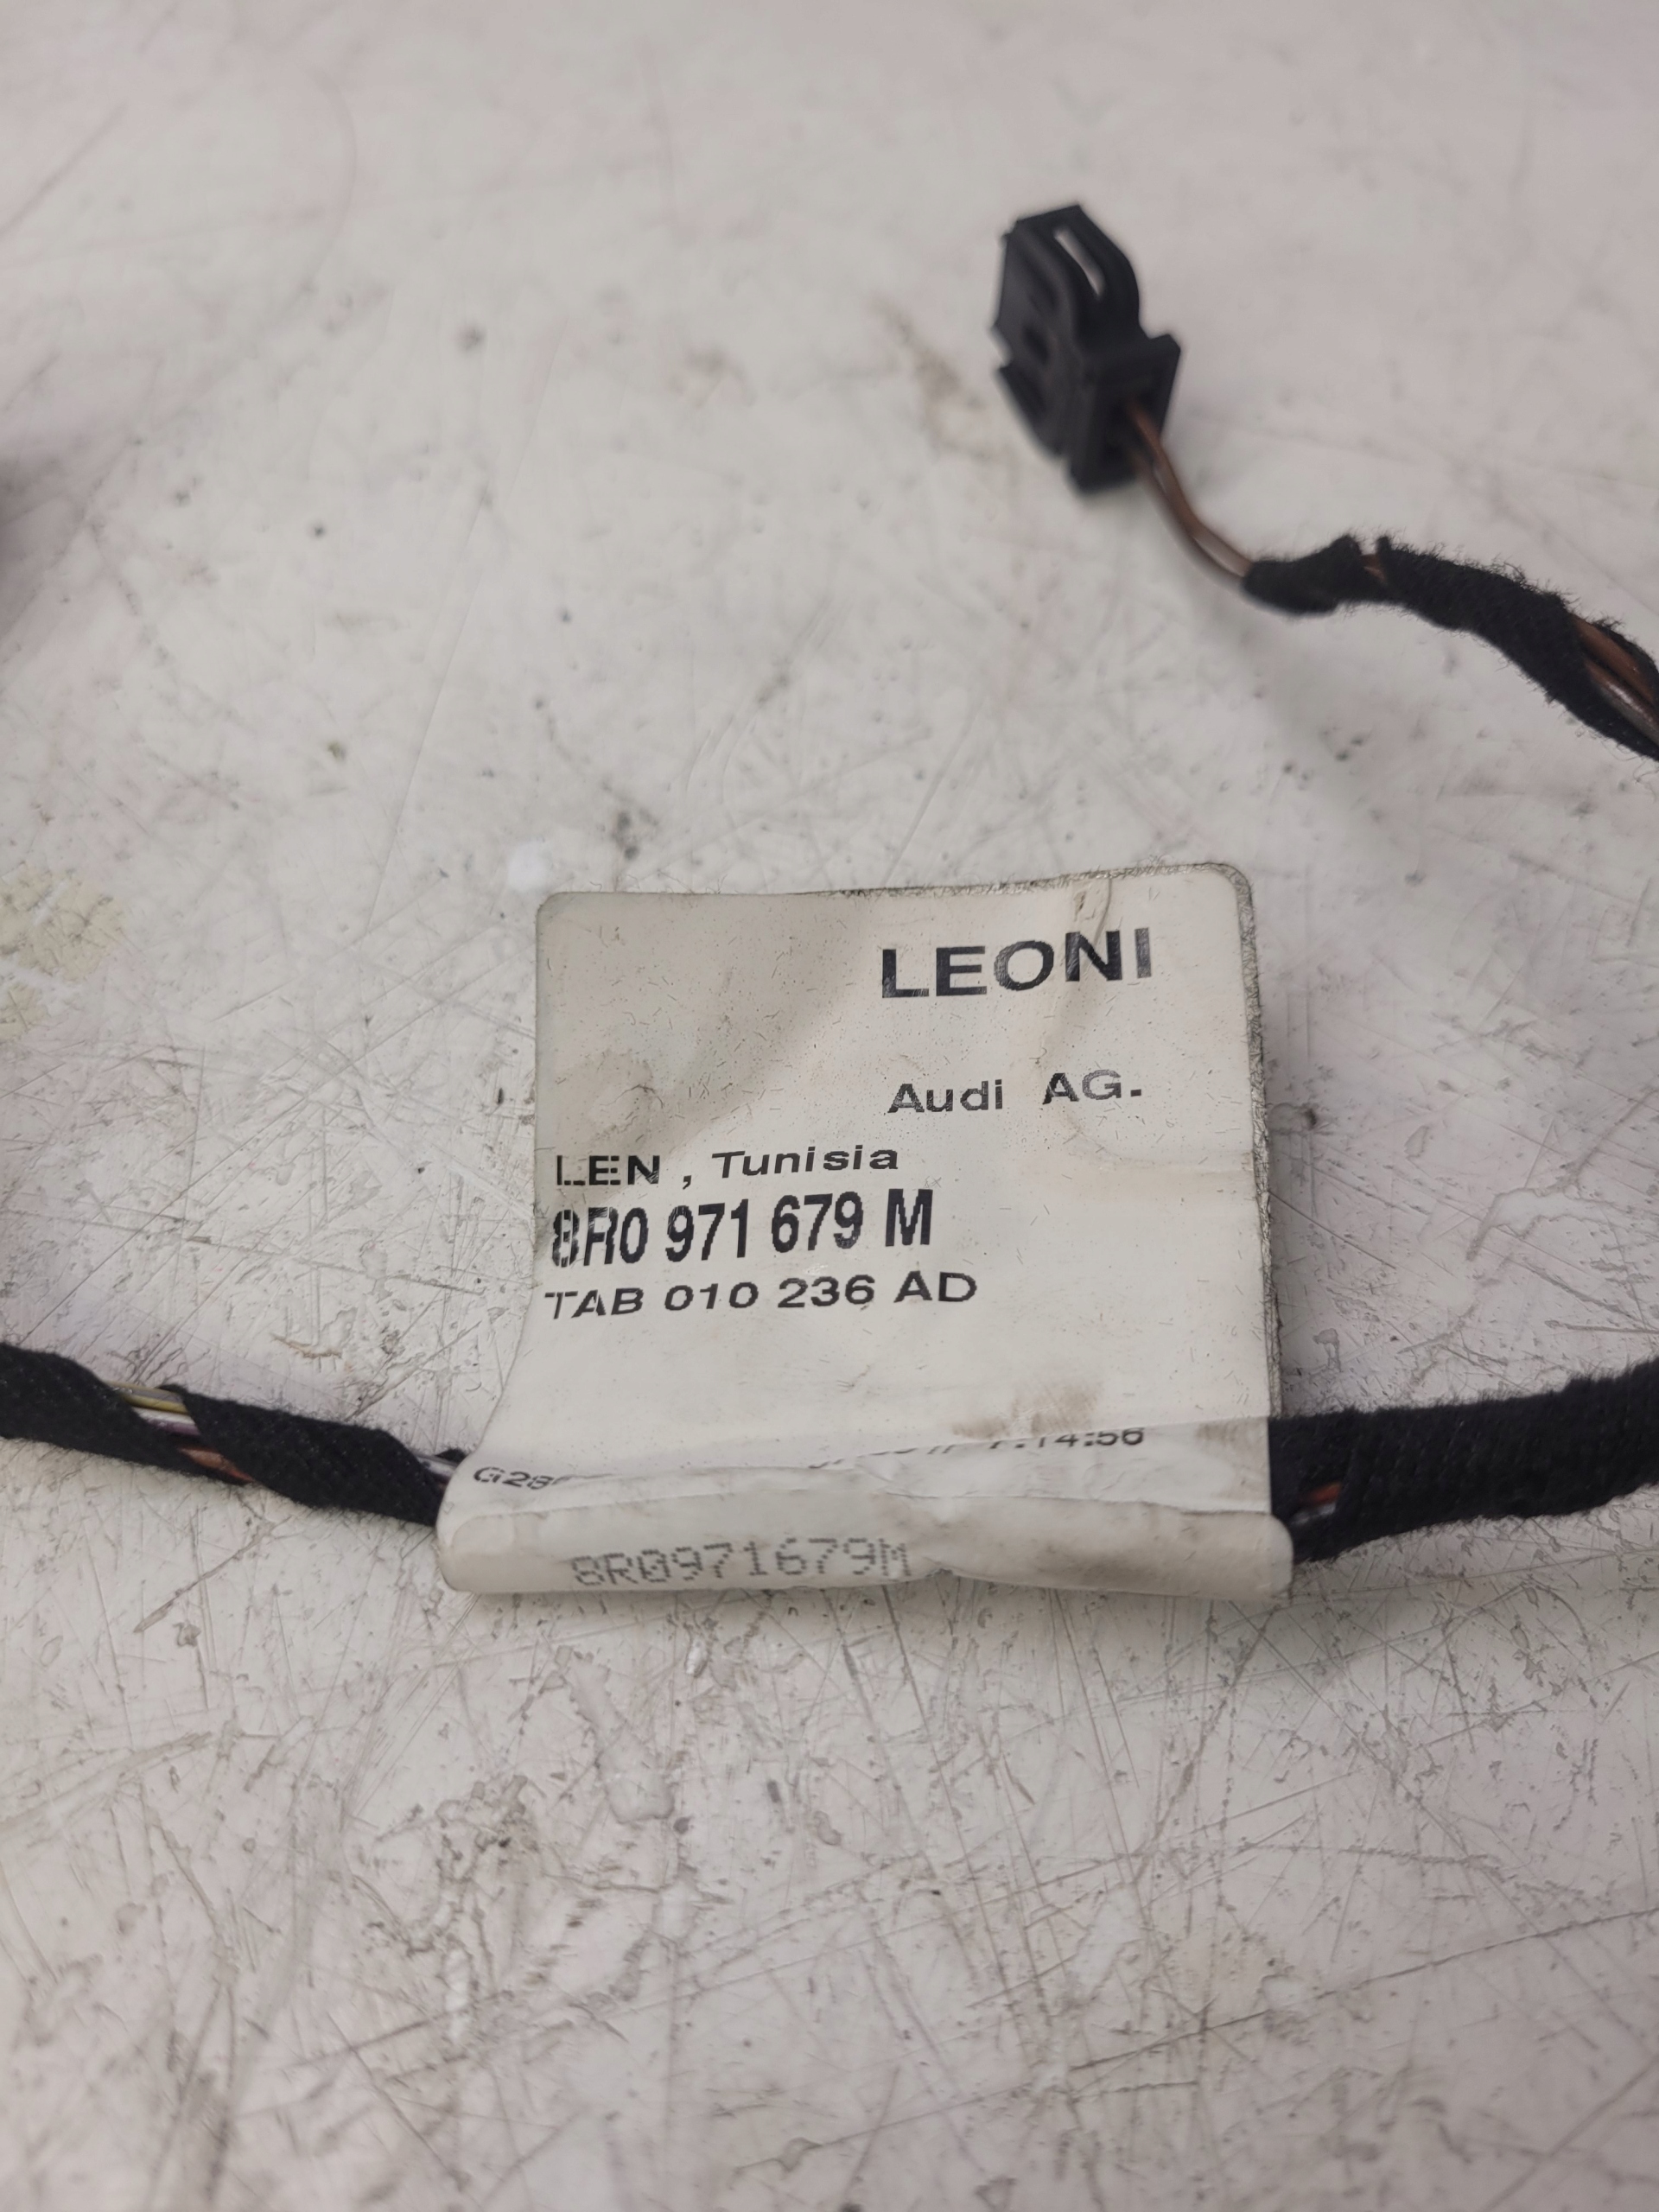 LEONI
Audi AG.
LEN , Tunisia
8R0 971 679 M
TAB 010 236 AD
8R0971679M